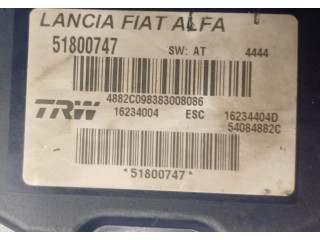 LANCIA FIAT ALFA
51800747 SW: AT 4444
4882C098383008086
TRW 16234004 ESC 16234404D
54084882C
*51800747*